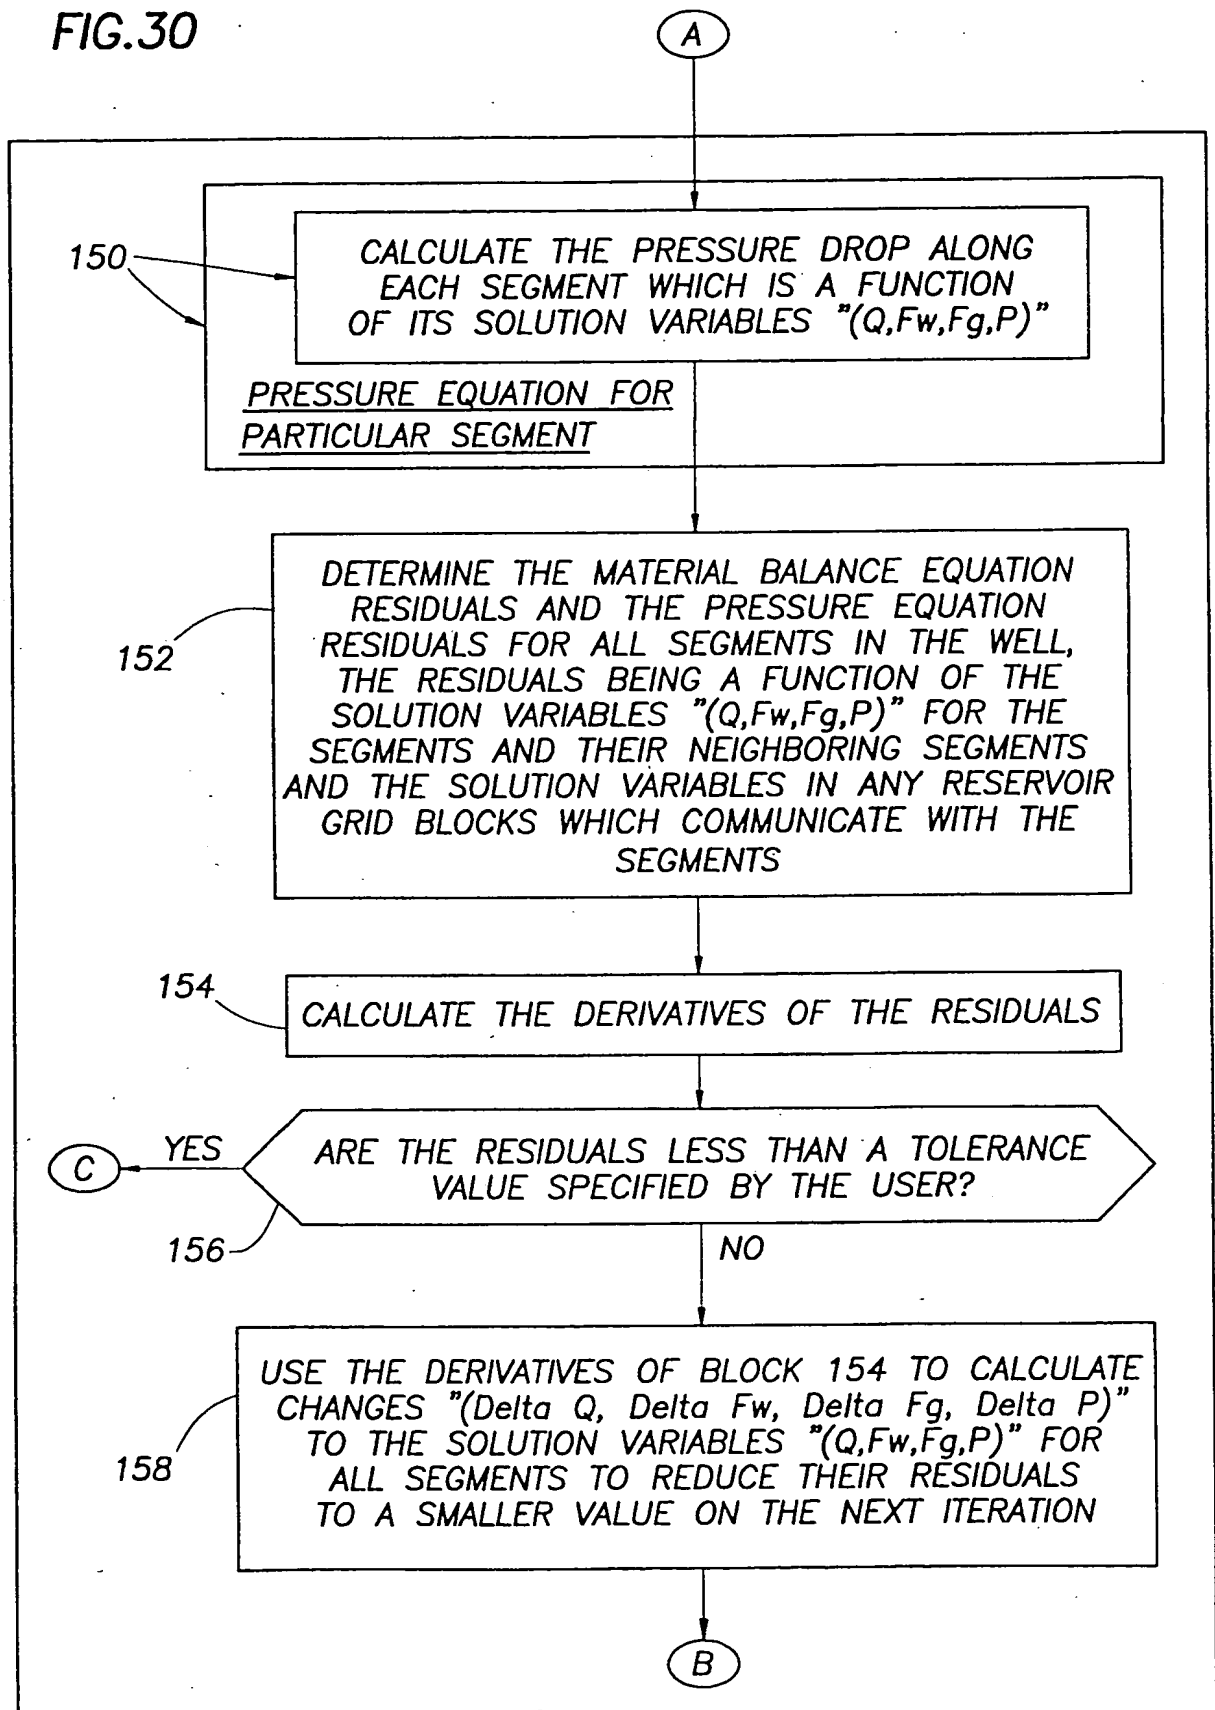 FIG.30
A
150
CALCULATE THE PRESSURE DROP ALONG
EACH SEGMENT WHICH IS A FUNCTION
OF ITS SOLUTION VARIABLES "(Q,Fw,Fg,P)"
PRESSURE EQUATION FOR
PARTICULAR SEGMENT
152
DETERMINE THE MATERIAL BALANCE EQUATION
RESIDUALS AND THE PRESSURE EQUATION
RESIDUALS FOR ALL SEGMENTS IN THE WELL,
THE RESIDUALS BEING A FUNCTION OF THE
SOLUTION VARIABLES "(Q,Fw,Fg,P)" FOR THE
SEGMENTS AND THEIR NEIGHBORING SEGMENTS
AND THE SOLUTION VARIABLES IN ANY RESERVOIR
GRID BLOCKS WHICH COMMUNICATE WITH THE
SEGMENTS
154
CALCULATE THE DERIVATIVES OF THE RESIDUALS
C
YES
ARE THE RESIDUALS LESS THAN A TOLERANCE
VALUE SPECIFIED BY THE USER?
156
NO
158
USE THE DERIVATIVES OF BLOCK 154 TO CALCULATE
CHANGES "(Delta Q, Delta Fw, Delta Fg, Delta P)"
TO THE SOLUTION VARIABLES "(Q,Fw,Fg,P)" FOR
ALL SEGMENTS TO REDUCE THEIR RESIDUALS
TO A SMALLER VALUE ON THE NEXT ITERATION
B